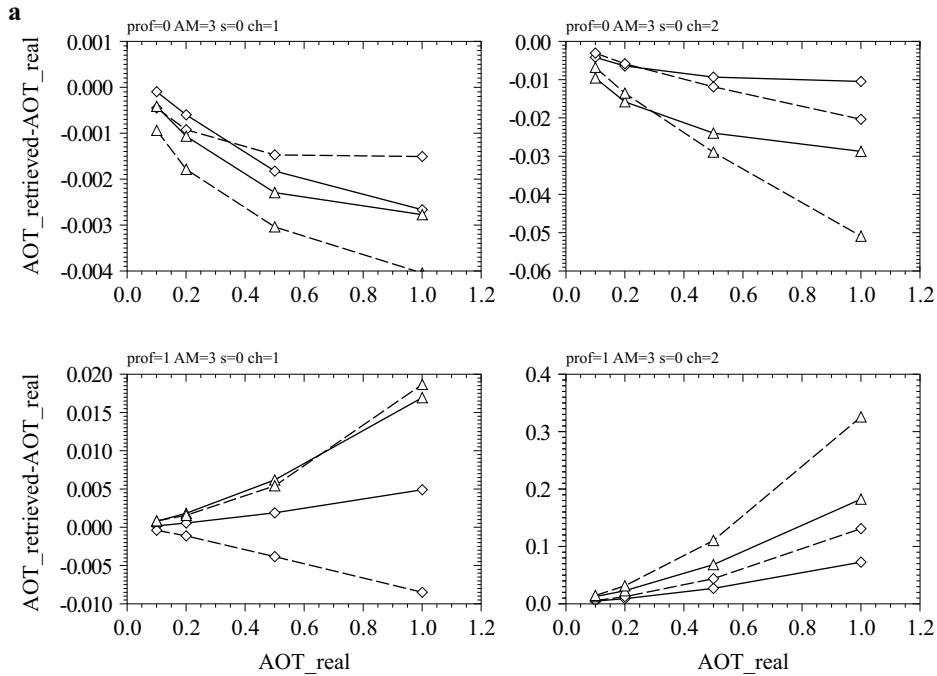 a
prof=0 AM=3 s=0 ch=1
AOT_retrieved-AOT_real
0.001
0.000
-0.001
-0.002
-0.003
-0.004
0.0 0.2 0.4 0.6 0.8 1.0 1.2
prof=0 AM=3 s=0 ch=2
0.00
-0.01
-0.02
-0.03
-0.04
-0.05
-0.06
0.0 0.2 0.4 0.6 0.8 1.0 1.2
prof=1 AM=3 s=0 ch=1
AOT_retrieved-AOT_real
0.020
0.015
0.010
0.005
0.000
-0.005
-0.010
0.0 0.2 0.4 0.6 0.8 1.0 1.2
AOT_real
prof=1 AM=3 s=0 ch=2
0.4
0.3
0.2
0.1
0.0
0.0 0.2 0.4 0.6 0.8 1.0 1.2
AOT_real